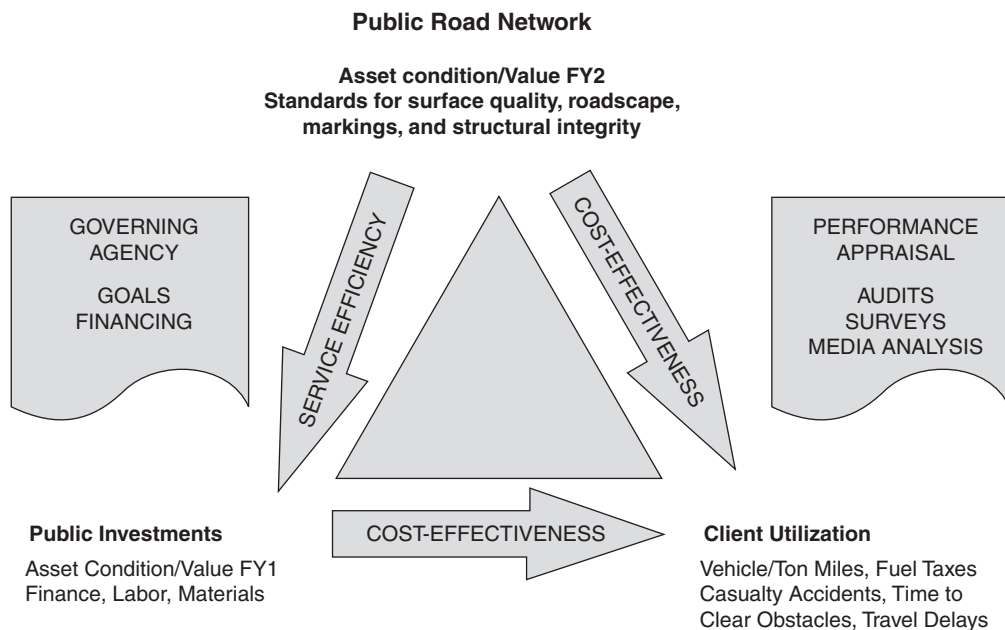 Public Road Network
Asset condition/Value FY2
Standards for surface quality, roadscape,
markings, and structural integrity
GOVERNING
AGENCY
GOALS
FINANCING
SERVICE EFFICIENCY
COST-EFFECTIVENESS
PERFORMANCE
APPRAISAL
AUDITS
SURVEYS
MEDIA ANALYSIS
Public Investments
Asset Condition/Value FY1
Finance, Labor, Materials
COST-EFFECTIVENESS
Client Utilization
Vehicle/Ton Miles, Fuel Taxes
Casualty Accidents, Time to
Clear Obstacles, Travel Delays